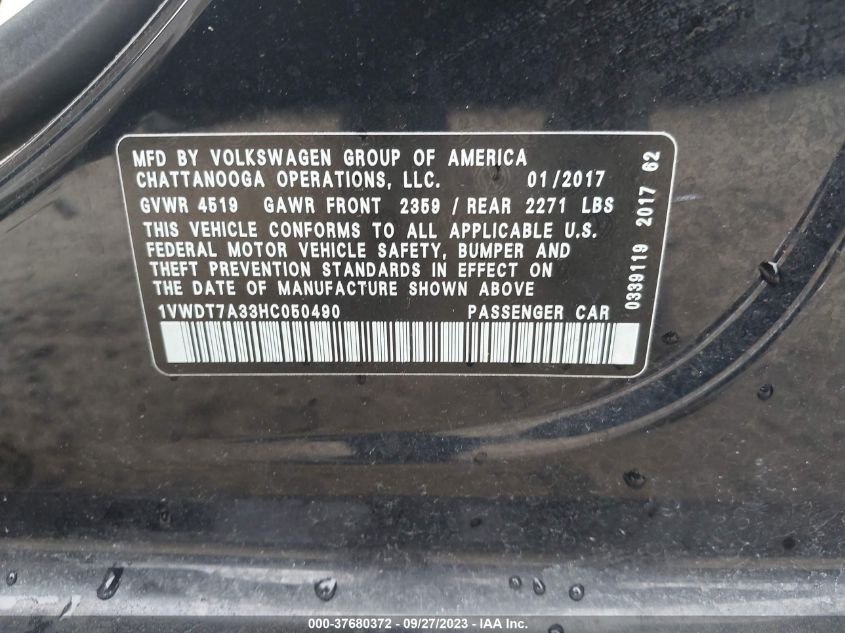 MFD BY VOLKSWAGEN GROUP OF AMERICA
CHATTANOOGA OPERATIONS, LLC. 01/2017
GVWR 4519 GAWR FRONT 2359 / REAR 2271 LBS
THIS VEHICLE CONFORMS TO ALL APPLICABLE U.S.
FEDERAL MOTOR VEHICLE SAFETY, BUMPER AND
THEFT PREVENTION STANDARDS IN EFFECT ON
THE DATE OF MANUFACTURE SHOWN ABOVE
1VWDT7A33HC050490 PASSENGER CAR
0339119 2017 62
000-37680372 - 09/27/2023 - IAA Inc.